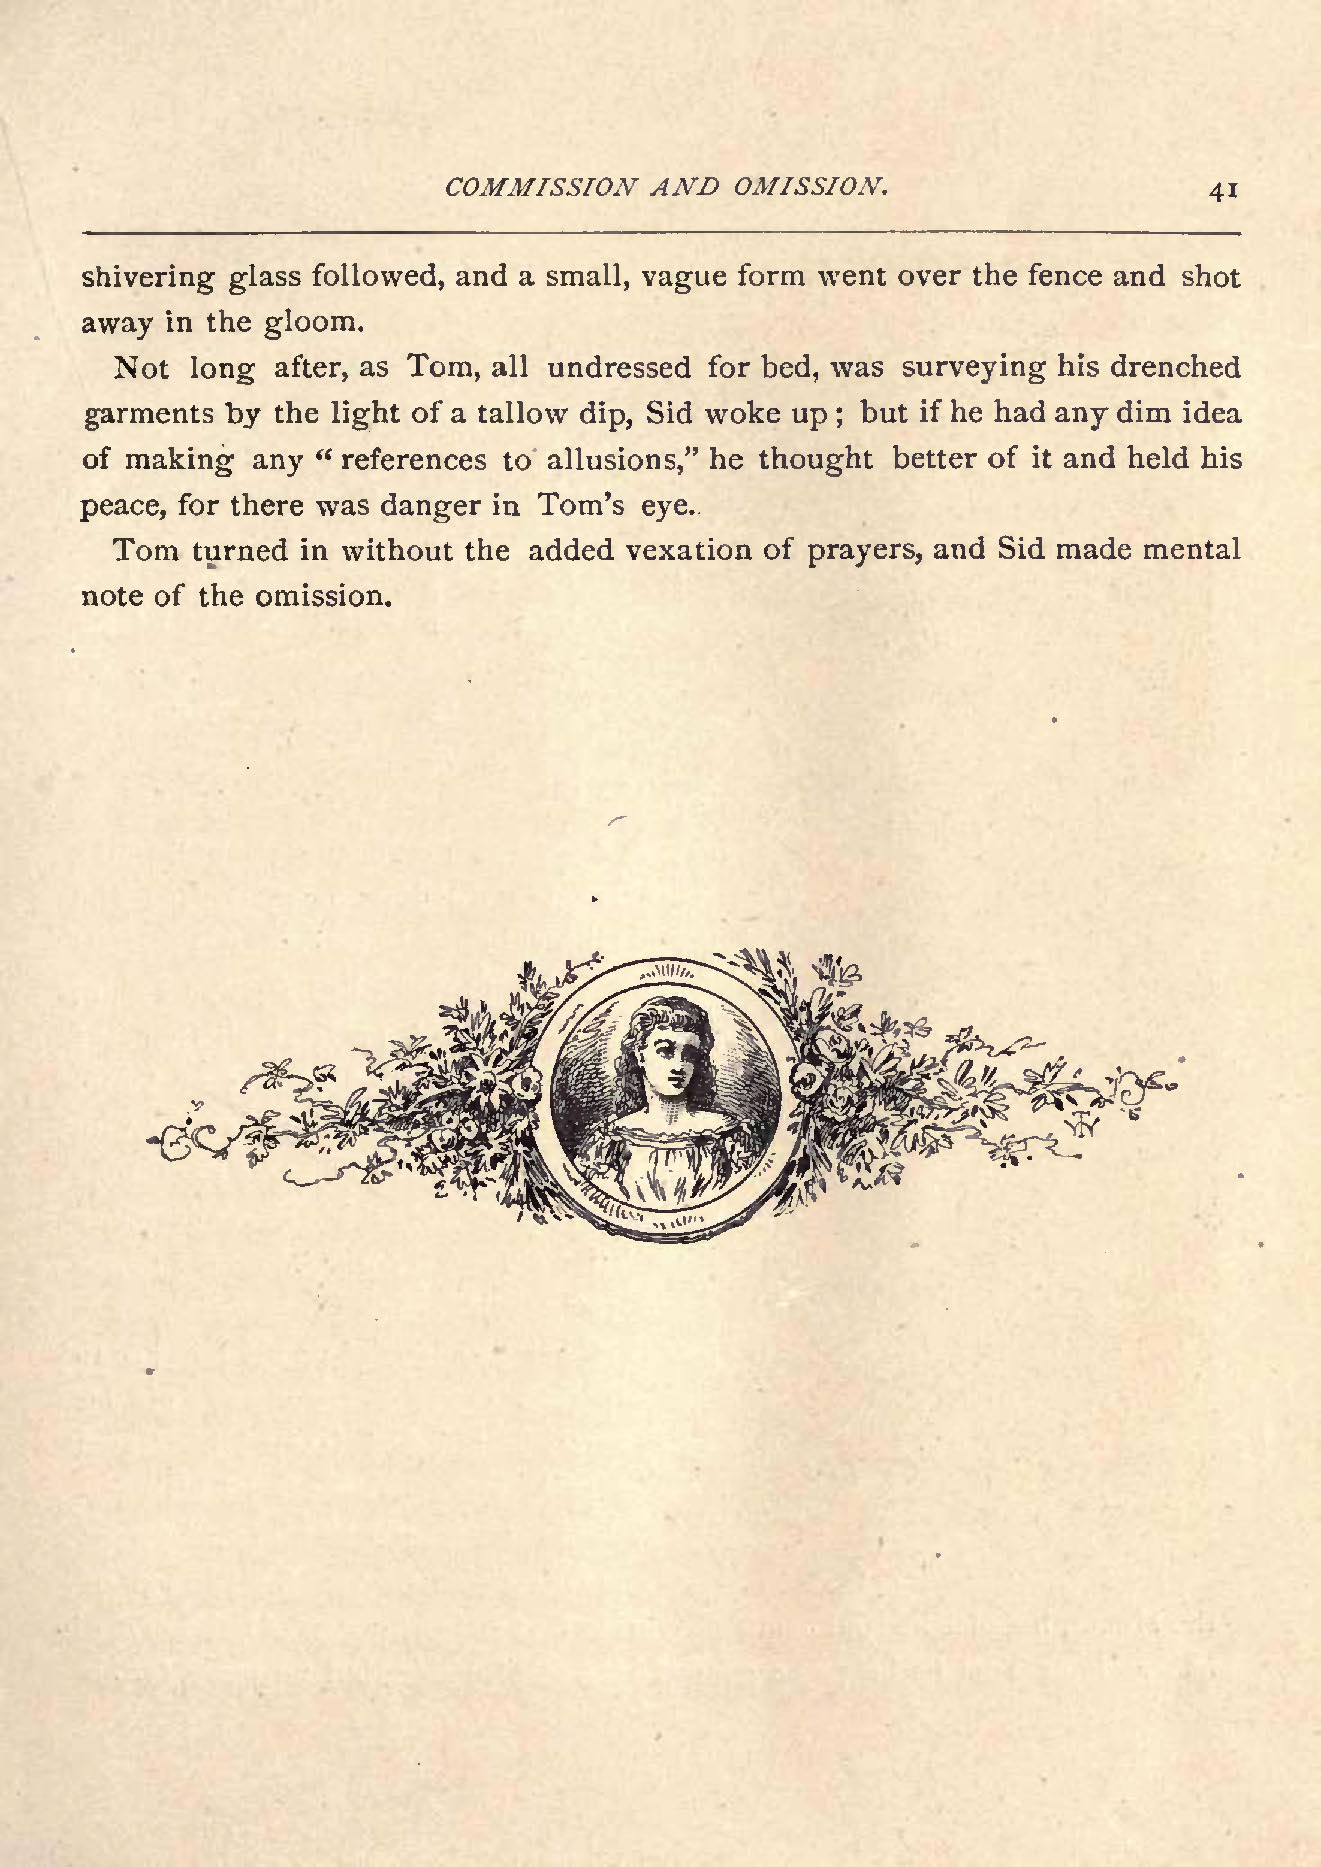 COMMISSION AND OMISSION. 41
shivering glass followed, and a small, vague form went over the fence and shot
away in the gloom.
Not long after, as Tom, all undressed for bed, was surveying his drenched
garments by the light of a tallow dip, Sid woke up; but if he had any dim idea
of making any “references to allusions,” he thought better of it and held his
peace, for there was danger in Tom’s eye.
Tom turned in without the added vexation of prayers, and Sid made mental
note of the omission.